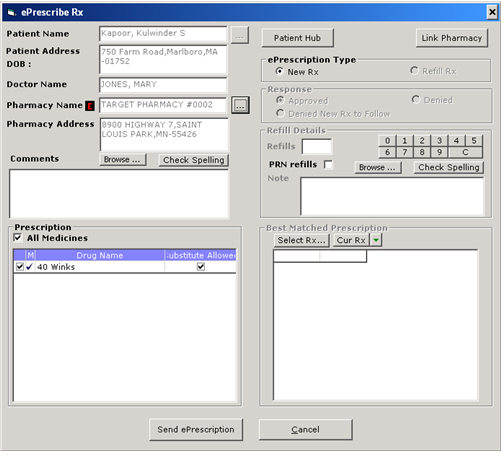 ePrescribe Rx
Patient Name
Kapoor, Kulwinder S
...
Patient Hub
Link Pharmacy
Patient Address
DOB :
750 Farm Road,Marlboro,MA
-01752
ePrescription Type
New Rx
Refill Rx
Doctor Name
JONES, MARY
Response
Approved
Denied
Denied New Rx to Follow
Pharmacy Name
E
TARGET PHARMACY #0002
...
Pharmacy Address
8900 HIGHWAY 7,SAINT
LOUIS PARK,MN-55426
Refill Details
Refills
0 1 2 3 4 5
6 7 8 9 C
PRN refills
Browse ...
Check Spelling
Note
Comments
Browse ...
Check Spelling
Prescription
All Medicines
M Drug Name ubstitute Allowed
40 Winks
Best Matched Prescription
Select Rx...
Cur Rx
Send ePrescription
Cancel